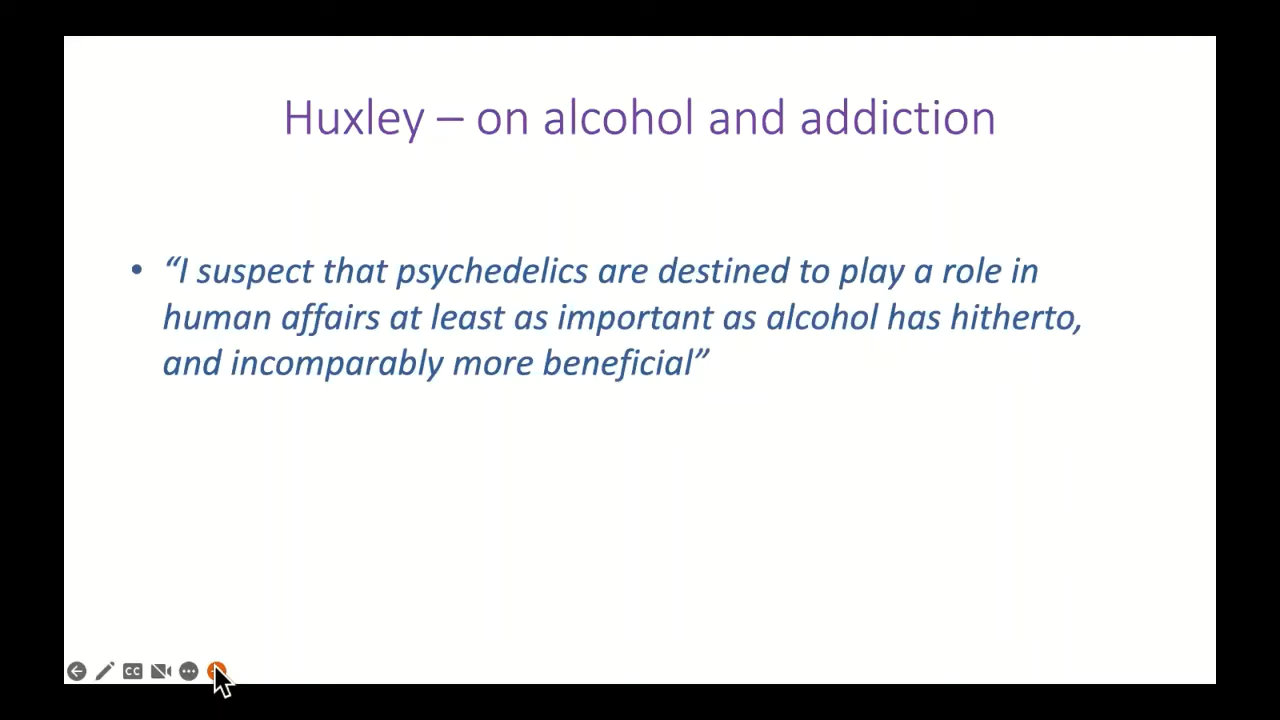 Huxley – on alcohol and addiction
• “I suspect that psychedelics are destined to play a role in
human affairs at least as important as alcohol has hitherto,
and incomparably more beneficial”
CC